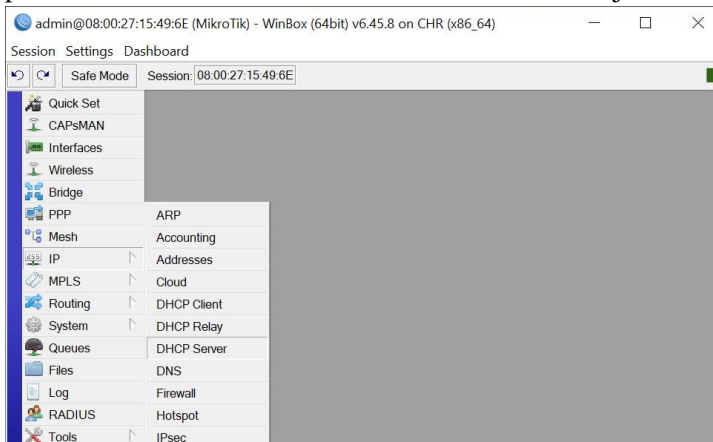 admin@08:00:27:15:49:6E (MikroTik) - WinBox (64bit) v6.45.8 on CHR (x86_64)
Session Settings Dashboard
Safe Mode Session: 08:00:27:15:49:6E
Quick Set
CAPsMAN
Interfaces
Wireless
Bridge
PPP
Mesh
IP
MPLS
Routing
System
Queues
Files
Log
RADIUS
Tools
ARP
Accounting
Addresses
Cloud
DHCP Client
DHCP Relay
DHCP Server
DNS
Firewall
Hotspot
IPsec